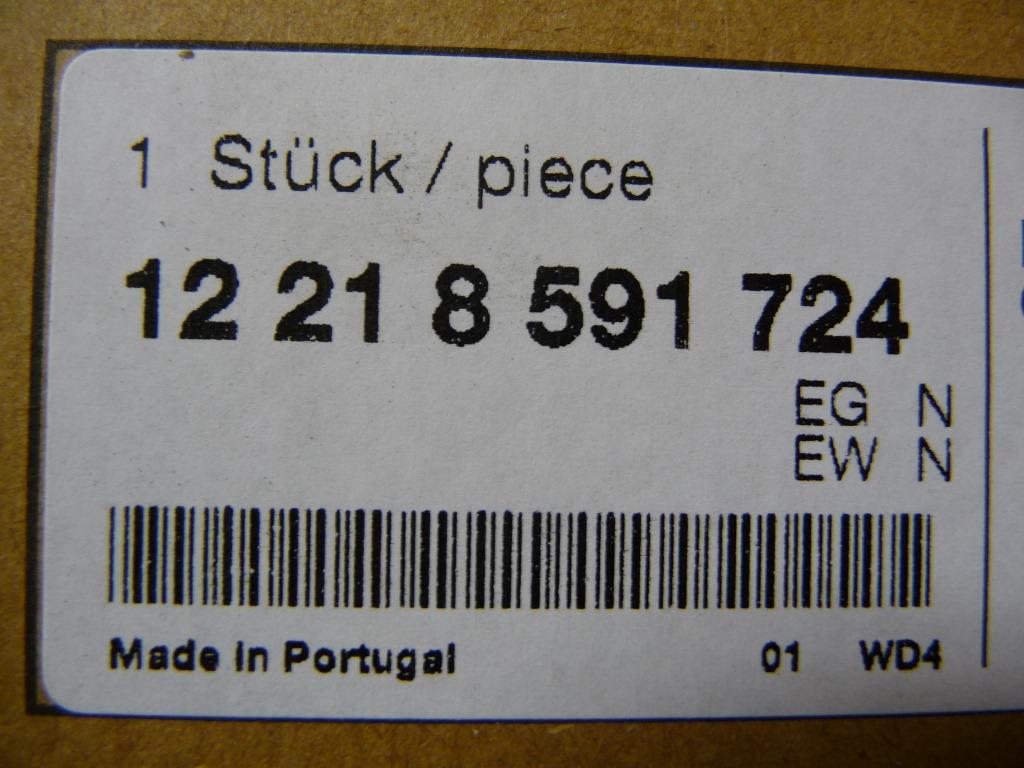 1 Stück / piece
12 21 8 591 724
EG N
EW N
Made in Portugal 01 WD4